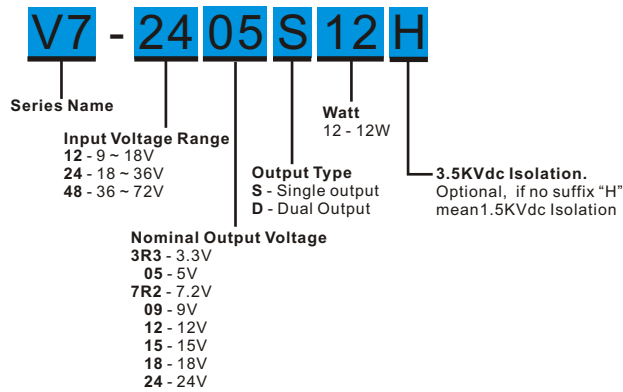 V7 - 24 05 S 12 H
Series Name
Input Voltage Range
12 - 9 ~ 18V
24 - 18 ~ 36V
48 - 36 ~ 72V
Nominal Output Voltage
3R3 - 3.3V
05 - 5V
7R2 - 7.2V
09 - 9V
12 - 12V
15 - 15V
18 - 18V
24 - 24V
Output Type
S - Single output
D - Dual Output
Watt
12 - 12W
3.5KVdc Isolation.
Optional, if no suffix “H”
mean1.5KVdc Isolation